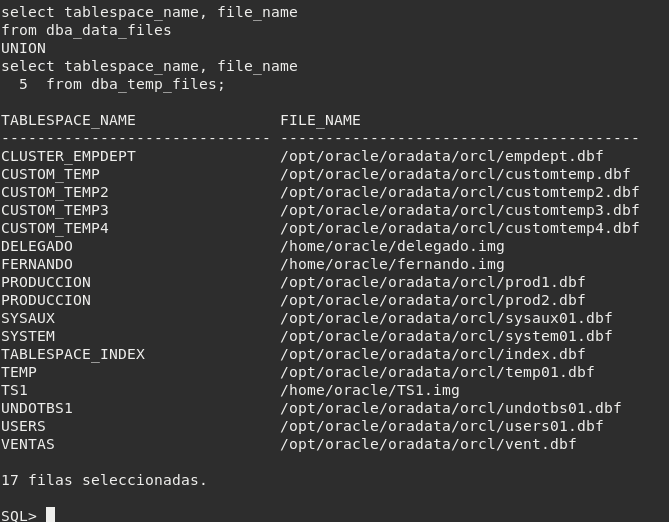 select tablespace_name, file_name
from dba_data_files
UNION
select tablespace_name, file_name
  5  from dba_temp_files;

TABLESPACE_NAME                FILE_NAME
------------------------------ ----------------------------------------
CLUSTER_EMPDEPT                /opt/oracle/oradata/orcl/empdept.dbf
CUSTOM_TEMP                    /opt/oracle/oradata/orcl/customtemp.dbf
CUSTOM_TEMP2                   /opt/oracle/oradata/orcl/customtemp2.dbf
CUSTOM_TEMP3                   /opt/oracle/oradata/orcl/customtemp3.dbf
CUSTOM_TEMP4                   /opt/oracle/oradata/orcl/customtemp4.dbf
DELEGADO                       /home/oracle/delegado.img
FERNANDO                       /home/oracle/fernando.img
PRODUCCION                     /opt/oracle/oradata/orcl/prod1.dbf
PRODUCCION                     /opt/oracle/oradata/orcl/prod2.dbf
SYSAUX                         /opt/oracle/oradata/orcl/sysaux01.dbf
SYSTEM                         /opt/oracle/oradata/orcl/system01.dbf
TABLESPACE_INDEX               /opt/oracle/oradata/orcl/index.dbf
TEMP                           /opt/oracle/oradata/orcl/temp01.dbf
TS1                            /home/oracle/TS1.img
UNDOTBS1                       /opt/oracle/oradata/orcl/undotbs01.dbf
USERS                          /opt/oracle/oradata/orcl/users01.dbf
VENTAS                         /opt/oracle/oradata/orcl/vent.dbf

17 filas seleccionadas.

SQL>